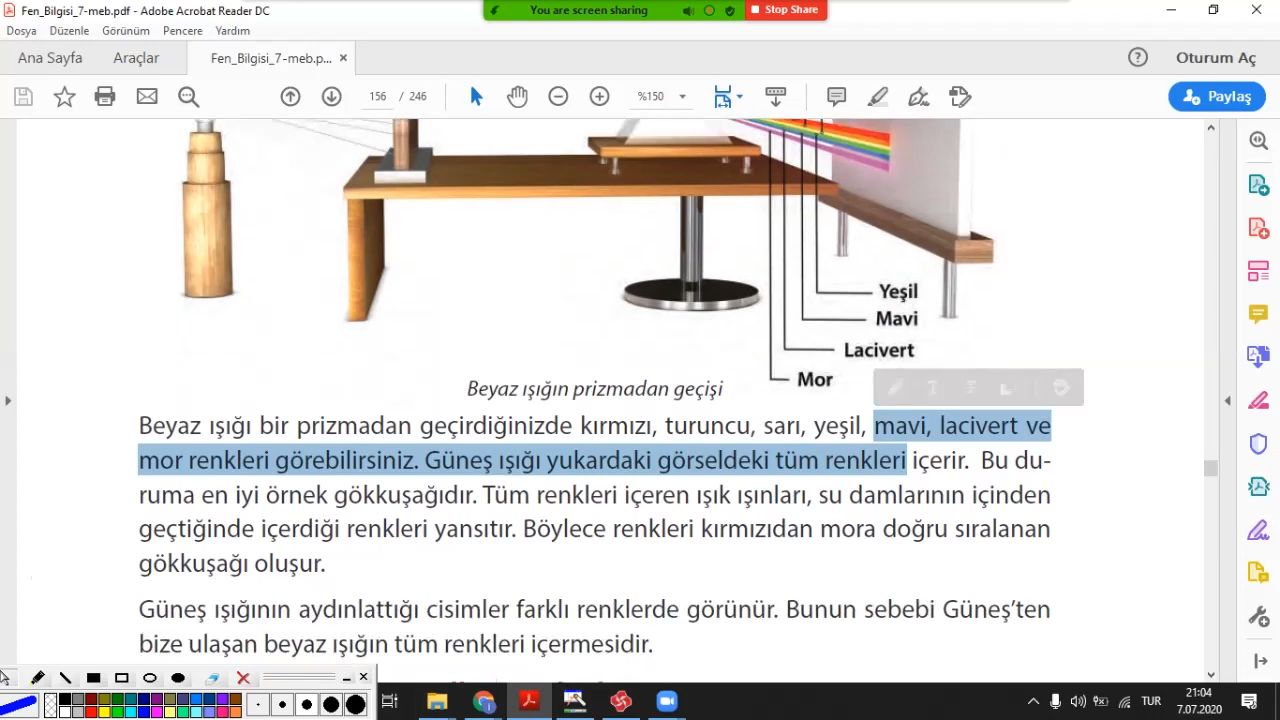 Fen_Bilgisi_7-meb.pdf - Adobe Acrobat Reader DC
You are screen sharing
Stop Share
Dosya Düzenle Görünüm Pencere Yardım
Ana Sayfa Araçlar Fen_Bilgisi_7-meb.p... × Oturum Aç
156 / 246 %150 Paylaş
Yeşil
Mavi
Lacivert
Mor
Beyaz ışığın prizmadan geçişi
Beyaz ışığı bir prizmadan geçirdiğinizde kırmızı, turuncu, sarı, yeşil, mavi, lacivert ve
mor renkleri görebilirsiniz. Güneş ışığı yukardaki görseldeki tüm renkleri içerir. Bu du-
ruma en iyi örnek gökkuşağıdır. Tüm renkleri içeren ışık ışınları, su damlarının içinden
geçtiğinde içerdiği renkleri yansıtır. Böylece renkleri kırmızıdan mora doğru sıralanan
gökkuşağı oluşur.
Güneş ışığının aydınlattığı cisimler farklı renklerde görünür. Bunun sebebi Güneş'ten
bize ulaşan beyaz ışığın tüm renkleri içermesidir.
TUR
21:04
7.07.2020